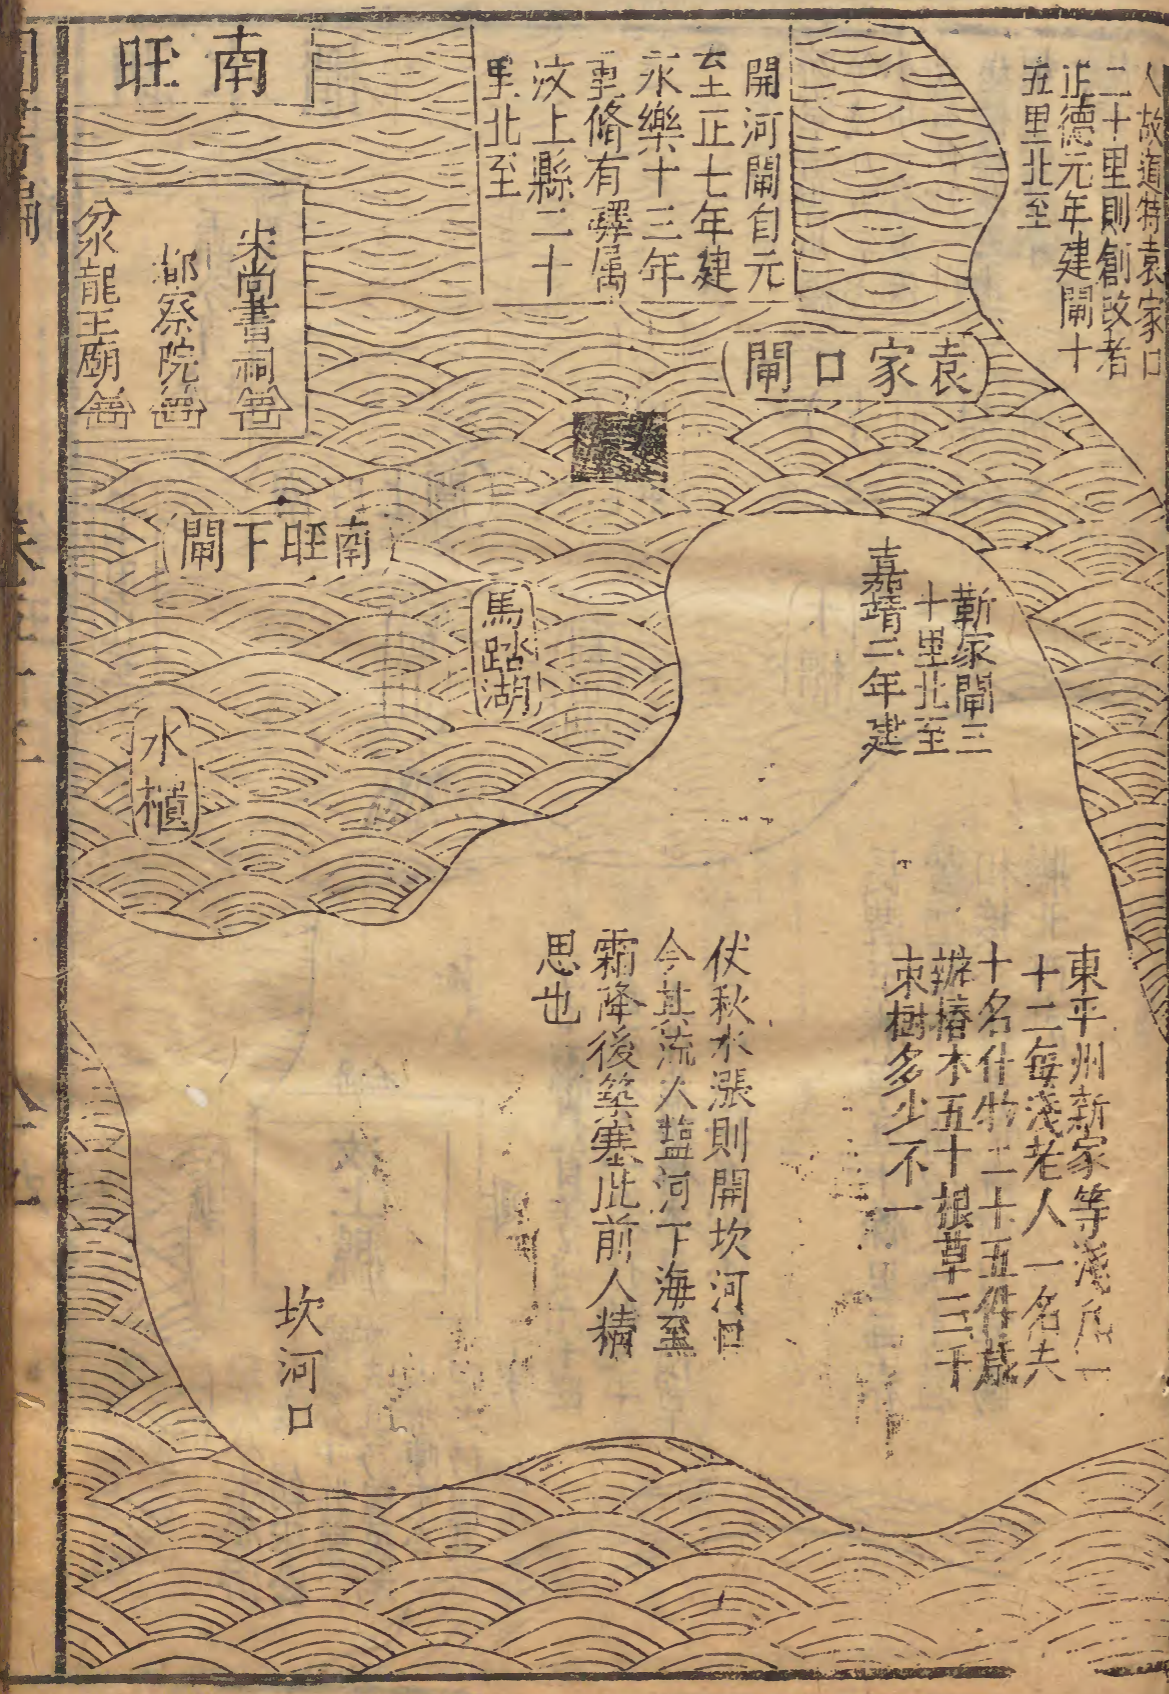 入故道特袁家口
二十里則創改者
正德元年建閘十
五里北至
開河閘自元
至正七年建
永樂十三年
重脩有驛属
汶上縣二十
里北至
南旺
宋尚書祠
都察院
分水龍王廟
袁家口閘
南旺下閘
馬踏湖
水櫃
靳家閘三
十里北至
嘉靖二年建
東平州靳家等淺
十二每淺老人一名夫
十名什物二十五件歲
辦樁木五十根草三千
束樹多少不一
伏秋水漲則開坎河口
令其流入盐河下海至
霜降後築塞此前人精
思也
坎河口